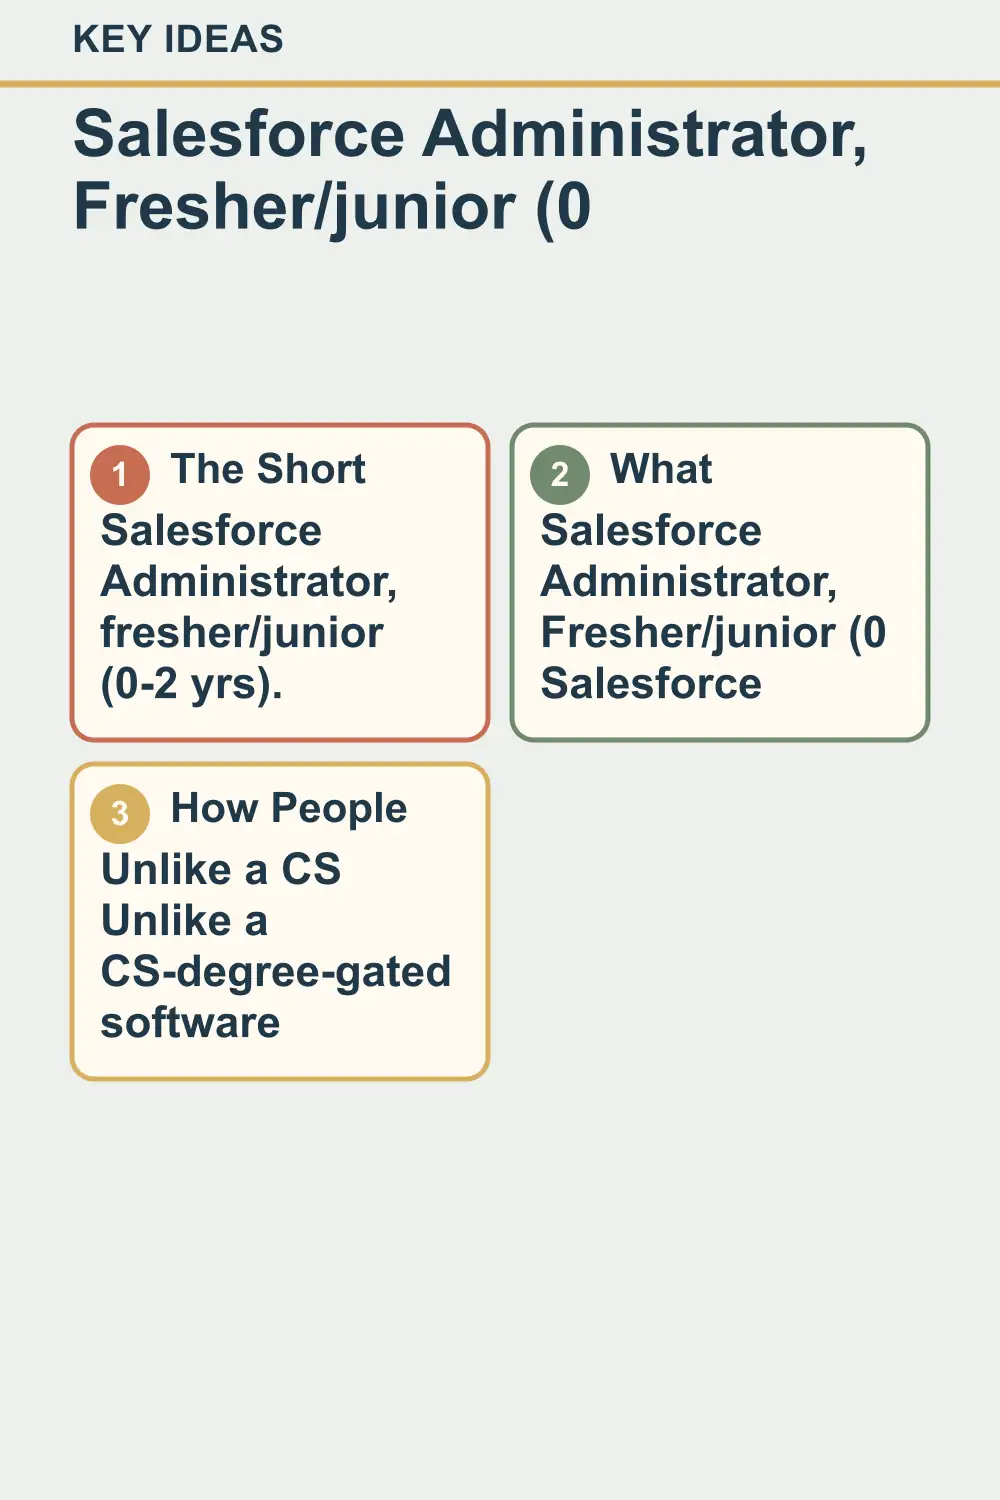 KEY IDEAS
Salesforce Administrator,
Fresher/junior (0
1 The Short
Salesforce
Administrator,
fresher/junior
(0-2 yrs).
2 What
Salesforce
Administrator,
Fresher/junior (0
Salesforce
3 How People
Unlike a CS
Unlike a
CS-degree-gated
software